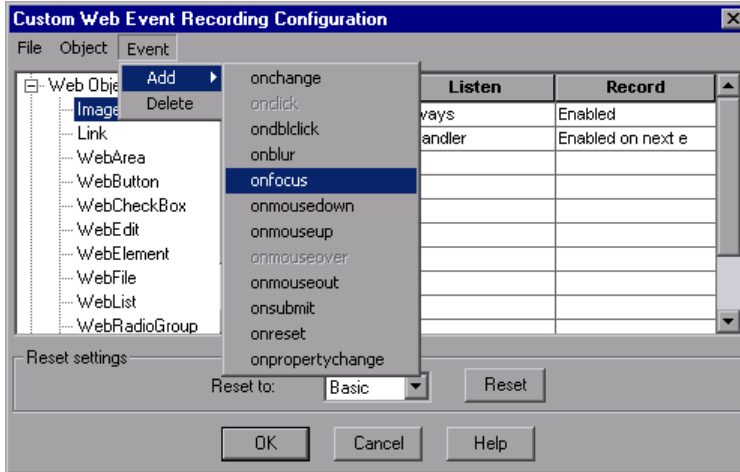 Custom Web Event Recording Configuration
File Object Event
Add
Delete
onchange
onclick
ondblclick
onblur
onfocus
onmousedown
onmouseup
onmouseover
onmouseout
onsubmit
onreset
onpropertychange
Web Obje
Image
Link
WebArea
WebButton
WebCheckBox
WebEdit
WebElement
WebFile
WebList
WebRadioGroup
Listen Record
ways Enabled
andler Enabled on next e
Reset settings
Reset to: Basic Reset
OK Cancel Help